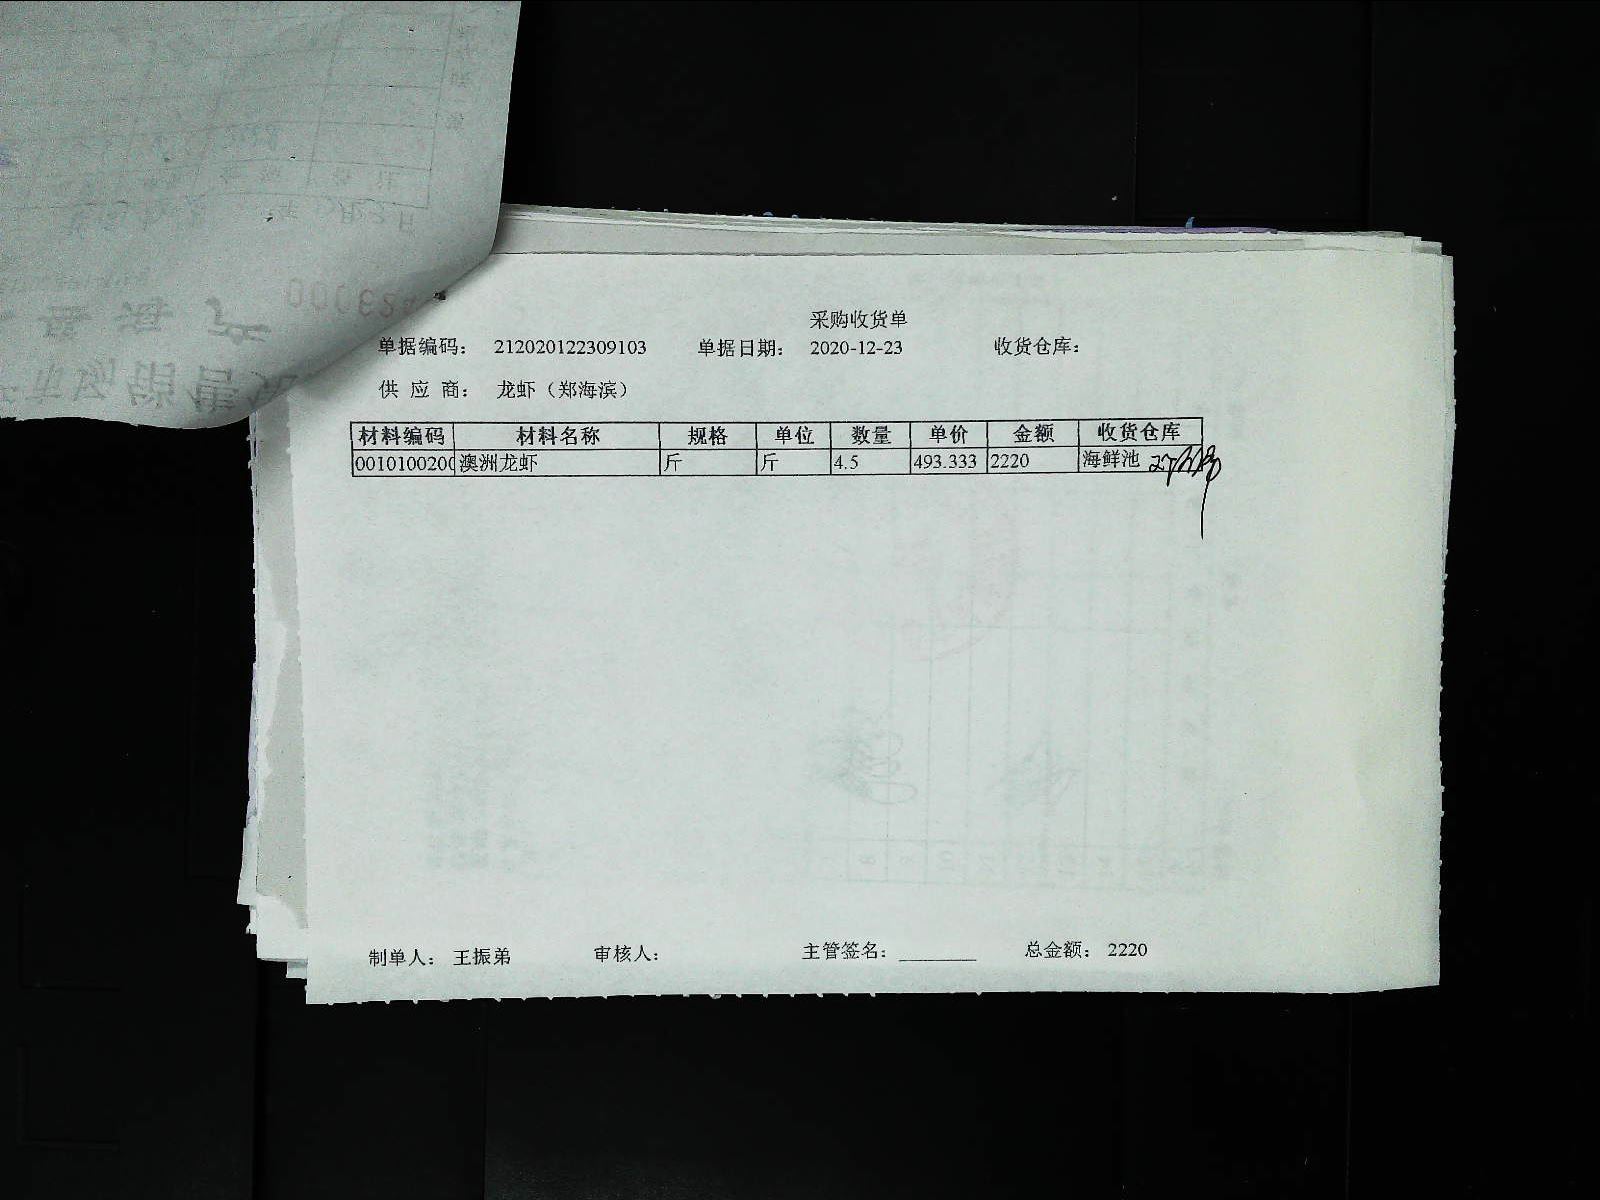 采购收货单
单据编码： 212020122309103 单据日期： 2020-12-23 收货仓库：
供 应 商： 龙虾（郑海滨）
材料编码 材料名称 规格 单位 数量 单价 金额 收货仓库
0010100200 澳洲龙虾 斤 斤 4.5 493.333 2220 海鲜池
制单人： 王振弟 审核人： 主管签名： ________ 总金额： 2220